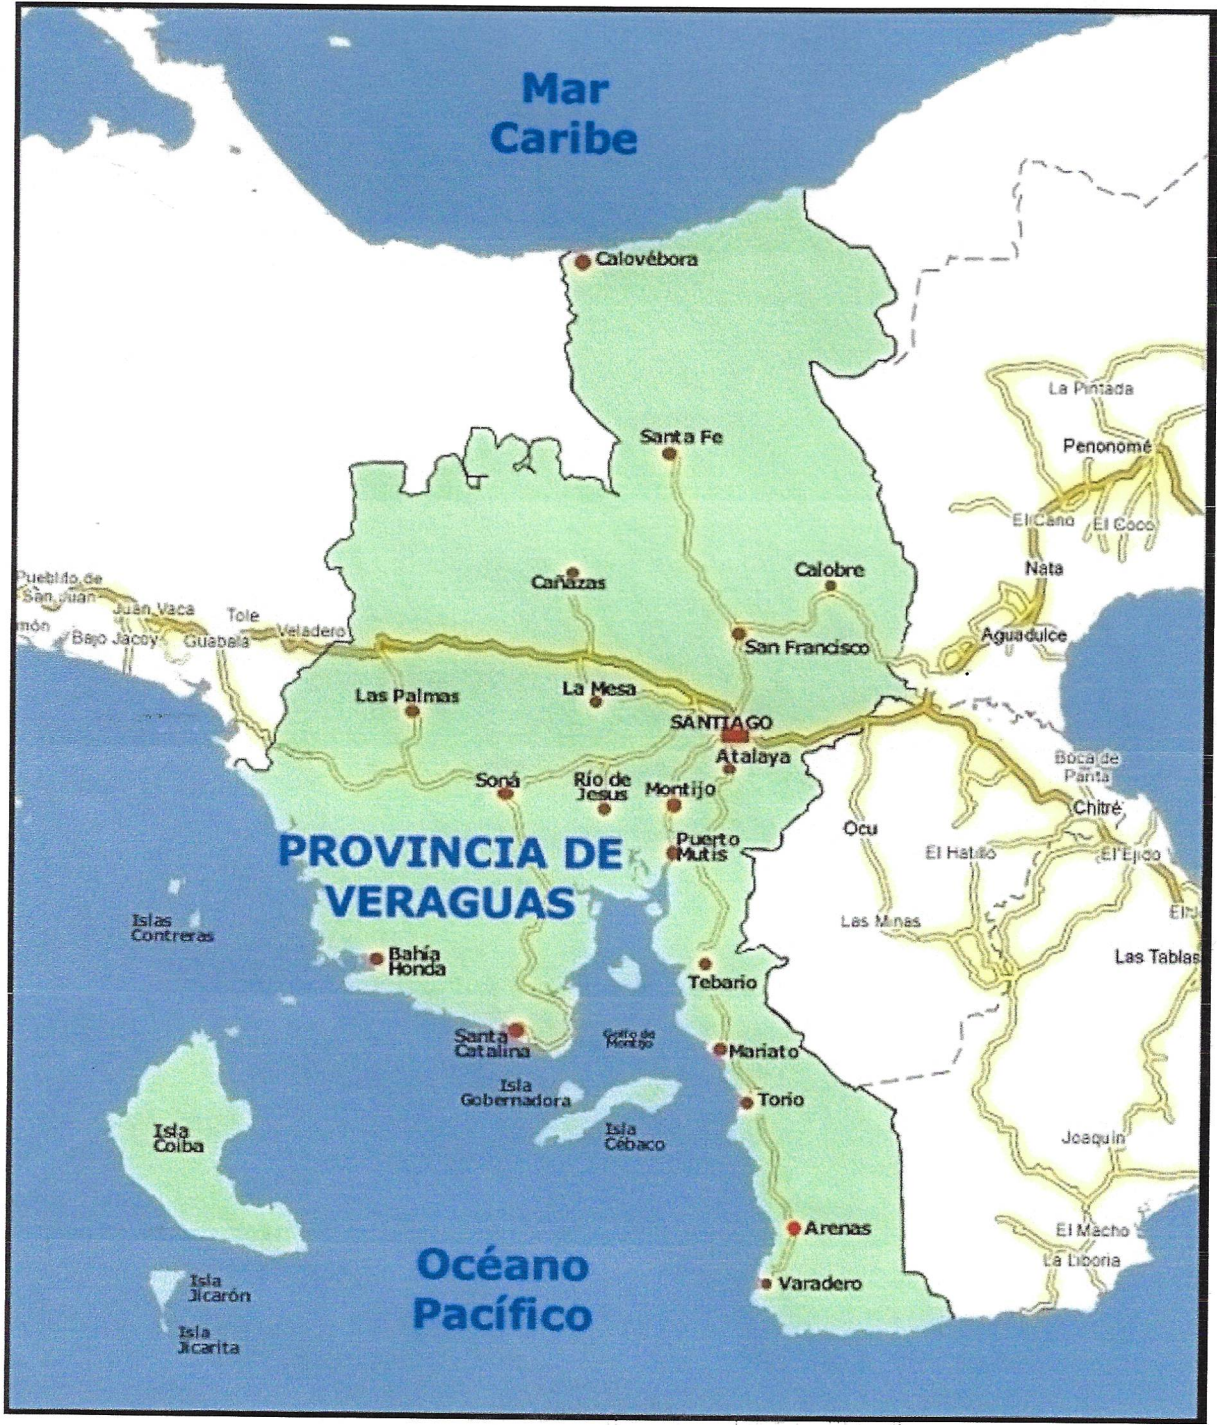 Mar
Caribe
Calovébora
La Pintada
Santa Fe
Penonomé
El Cano
El Coco
Cañazas
Calobre
Nata
Pueblito de
San Juan
Juan Vaca
Tole
món
Bajo Jacoy
Guabala
Veladero
Aguadulce
San Francisco
Las Palmas
La Mesa
SANTIAGO
Atalaya
Boca de
Parita
Soná
Río de
Jesus
Montijo
Chitré
Ocu
Puerto
Mutis
El Hatillo
El Ejido
PROVINCIA DE
VERAGUAS
Islas
Contreras
Las Minas
Bahía
Honda
Las Tablas
Tebario
Santa
Catalina
Golfo de
Montijo
Mariato
Isla
Gobernadora
Torio
Isla
Coiba
Isla
Cébaco
Joaquin
Arenas
El Macho
La Liboria
Océano
Pacífico
Isla
Jicarón
Varadero
Isla
Jicarita